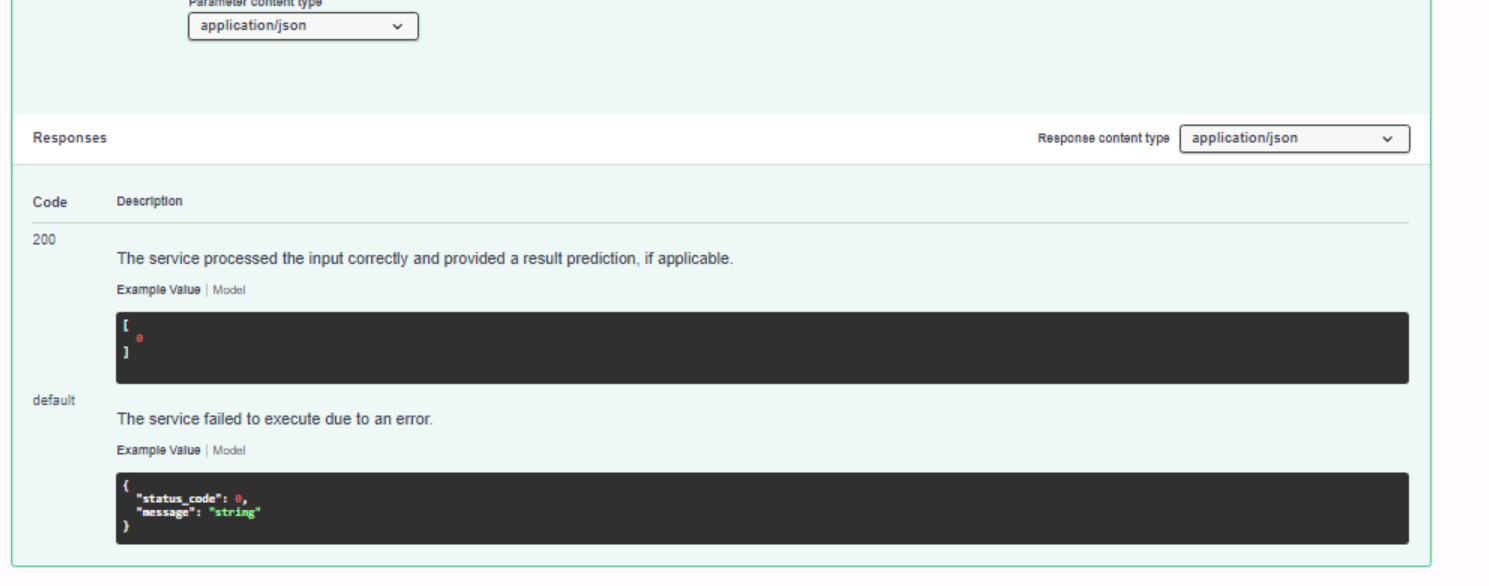 Parameter content type
application/json
Responses
Response content type
application/json
Code
Description
200
The service processed the input correctly and provided a result prediction, if applicable.
Example Value | Model
[
0
]
default
The service failed to execute due to an error.
Example Value | Model
{
"status_code": 0,
"message": "string"
}